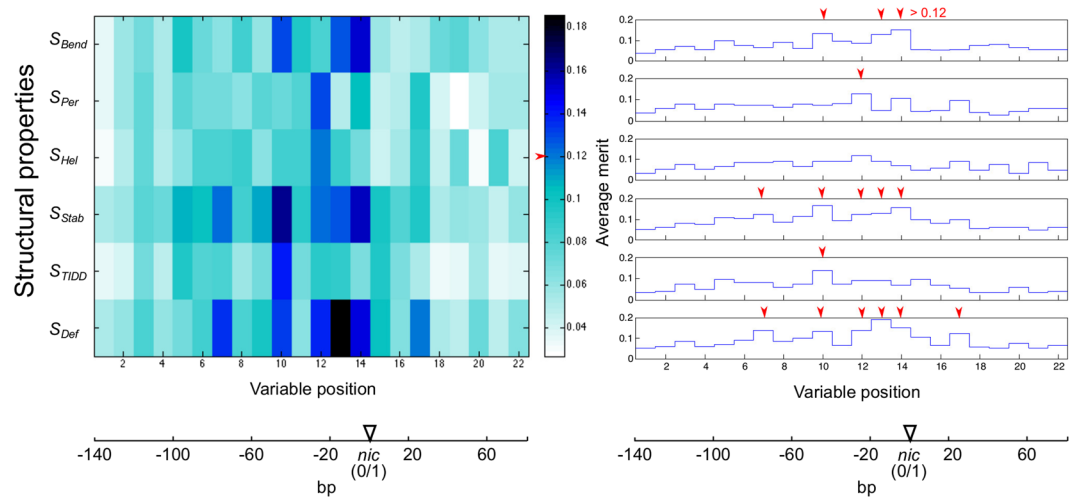 Structural properties
S_Bend
S_Per
S_Hel
S_Stab
S_TIDD
S_Def
2 4 6 8 10 12 14 16 18 20 22
Variable position
0.18
0.16
0.14
0.12
0.10
0.08
0.06
0.04
-140 -100 -60 -20 20 60
nic
(0/1)
bp
> 0.12
Average merit
0.2
0.1
0
0.2
0.1
0
0.2
0.1
0
0.2
0.1
0
0.2
0.1
0
0.2
0.1
0
2 4 6 8 10 12 14 16 18 20 22
Variable position
-140 -100 -60 -20 20 60
nic
(0/1)
bp